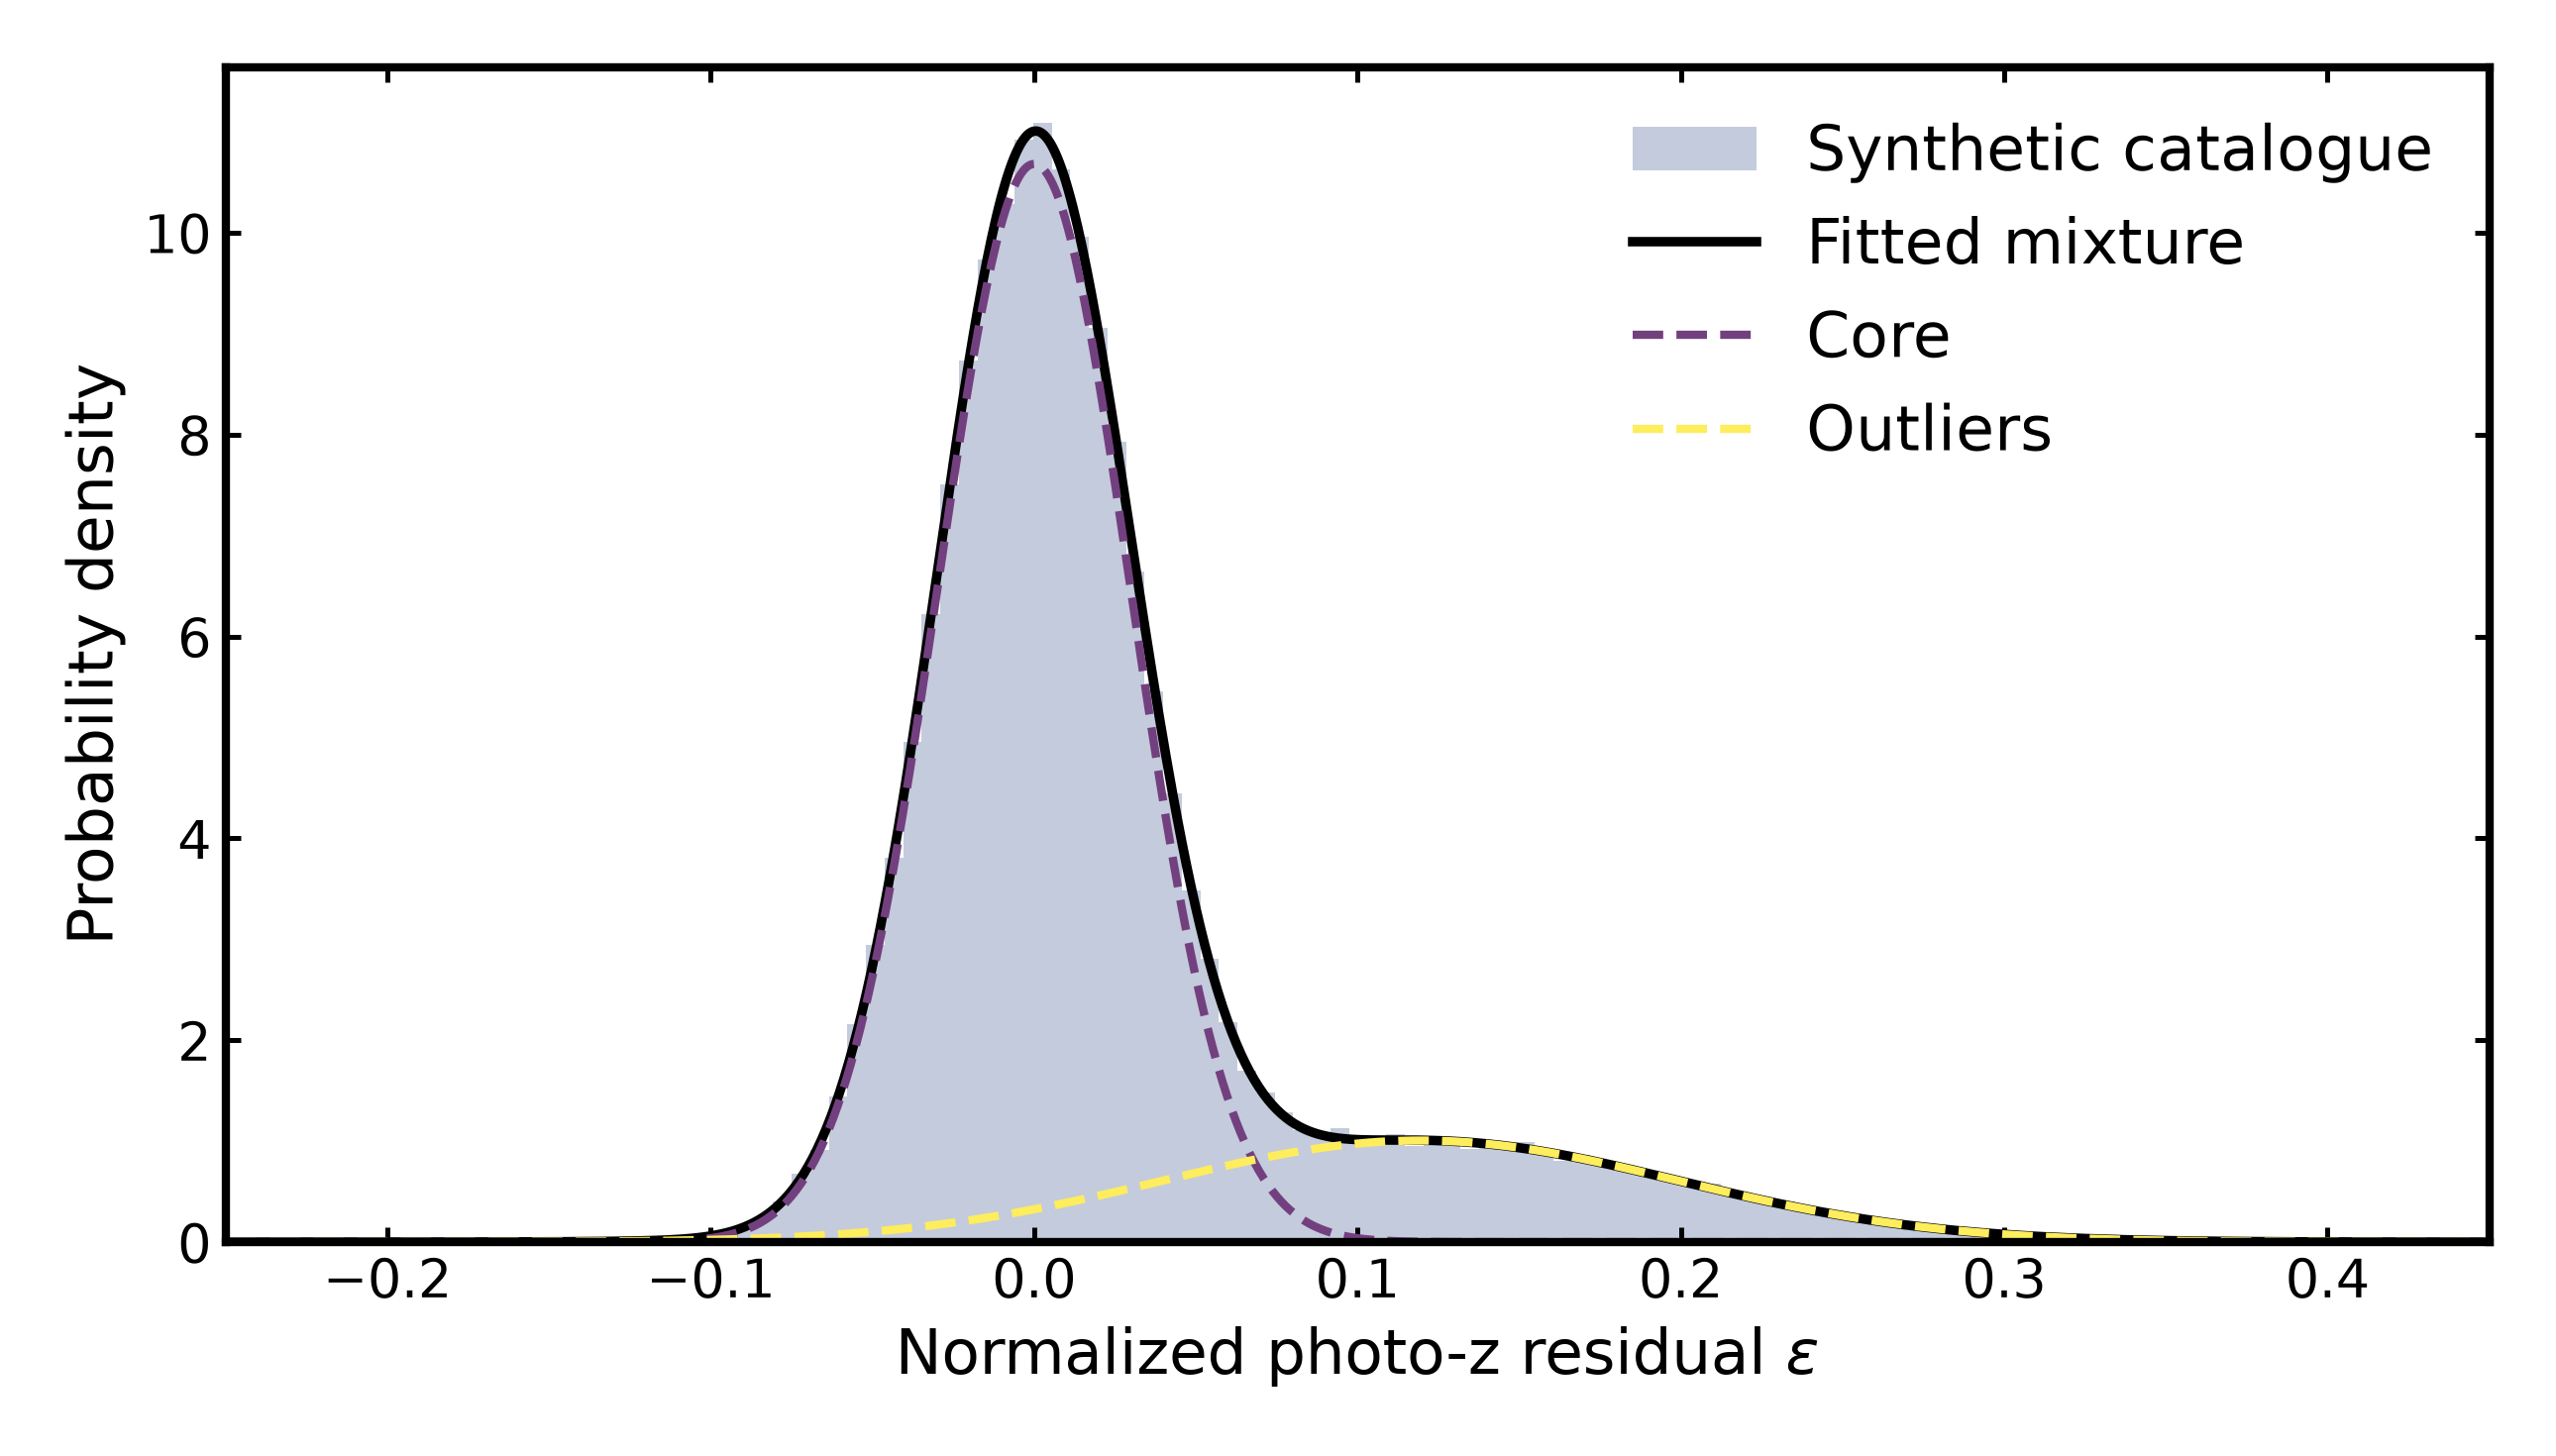 Synthetic catalogue
Fitted mixture
Core
Outliers
Probability density
10
8
6
4
2
0
−0.2 −0.1 0.0 0.1 0.2 0.3 0.4
Normalized photo-z residual ε